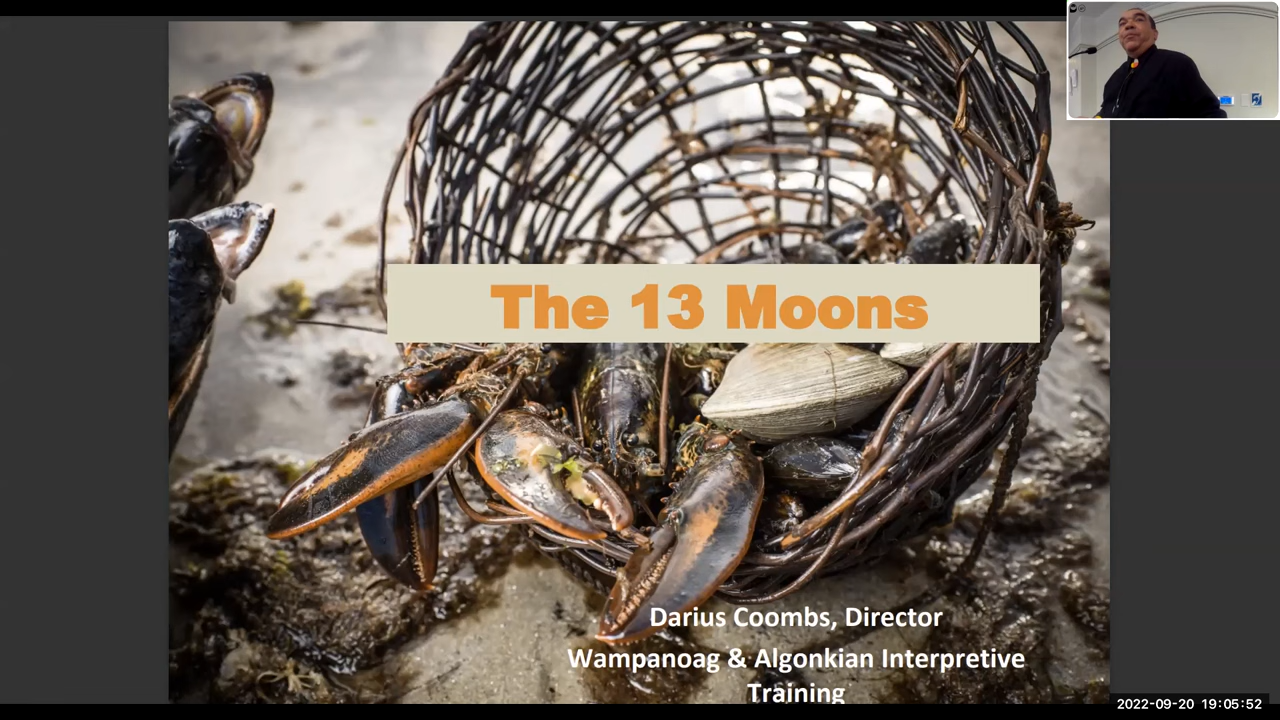 The 13 Moons
Darius Coombs, Director
Wampanoag & Algonkian Interpretive
Training
2022-09-20 19:05:52